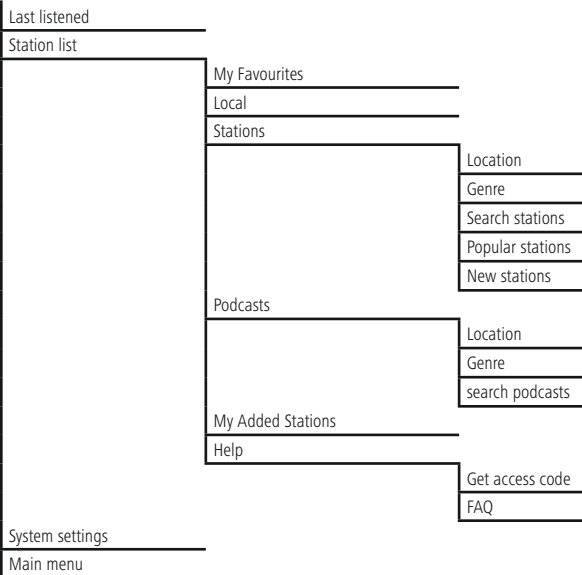 Last listened
Station list
My Favourites
Local
Stations
Location
Genre
Search stations
Popular stations
New stations
Podcasts
Location
Genre
search podcasts
My Added Stations
Help
Get access code
FAQ
System settings
Main menu